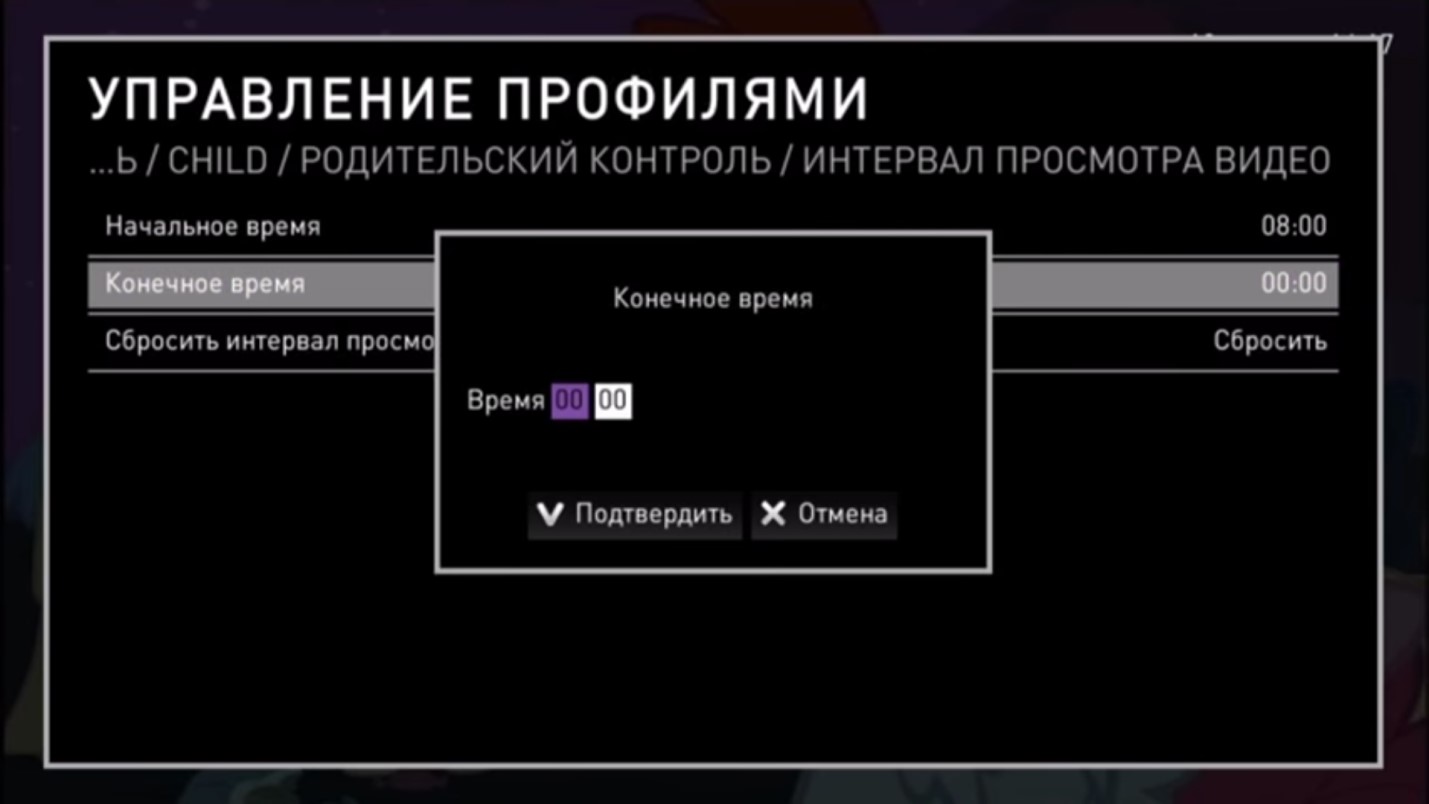 УПРАВЛЕНИЕ ПРОФИЛЯМИ
...Ь / CHILD / РОДИТЕЛЬСКИЙ КОНТРОЛЬ / ИНТЕРВАЛ ПРОСМОТРА ВИДЕО
Начальное время 08:00
Конечное время 00:00
Сбросить интервал просмо Сбросить
Конечное время
Время 00 00
Подтвердить Отмена